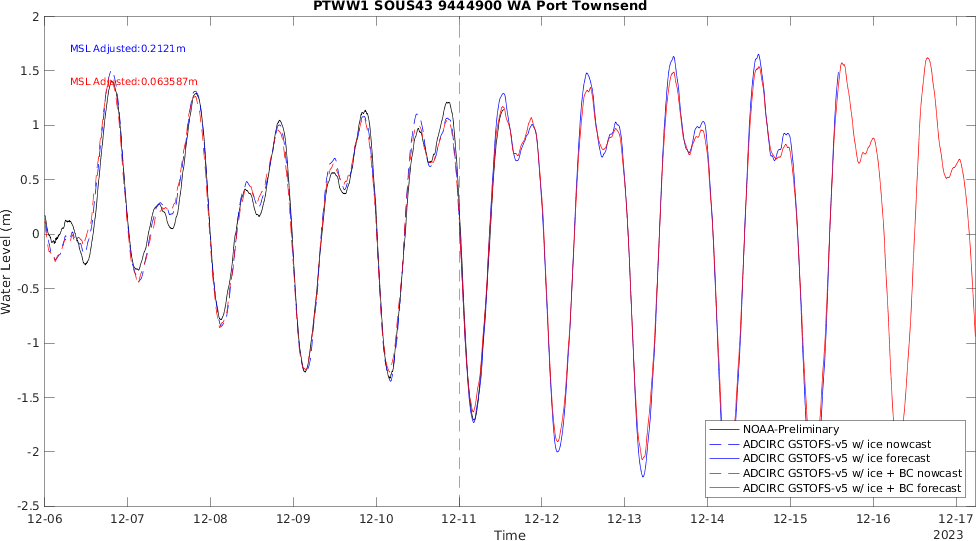 PTWW1 SOUS43 9444900 WA Port Townsend
MSL Adjusted:0.2121m
MSL Adjusted:0.063587m
Water Level (m)
2
1.5
1
0.5
0
-0.5
-1
-1.5
-2
-2.5
NOAA-Preliminary
ADCIRC GSTOFS-v5 w/ ice nowcast
ADCIRC GSTOFS-v5 w/ ice forecast
ADCIRC GSTOFS-v5 w/ ice + BC nowcast
ADCIRC GSTOFS-v5 w/ ice + BC forecast
12-06 12-07 12-08 12-09 12-10 12-11 12-12 12-13 12-14 12-15 12-16 12-17
Time
2023